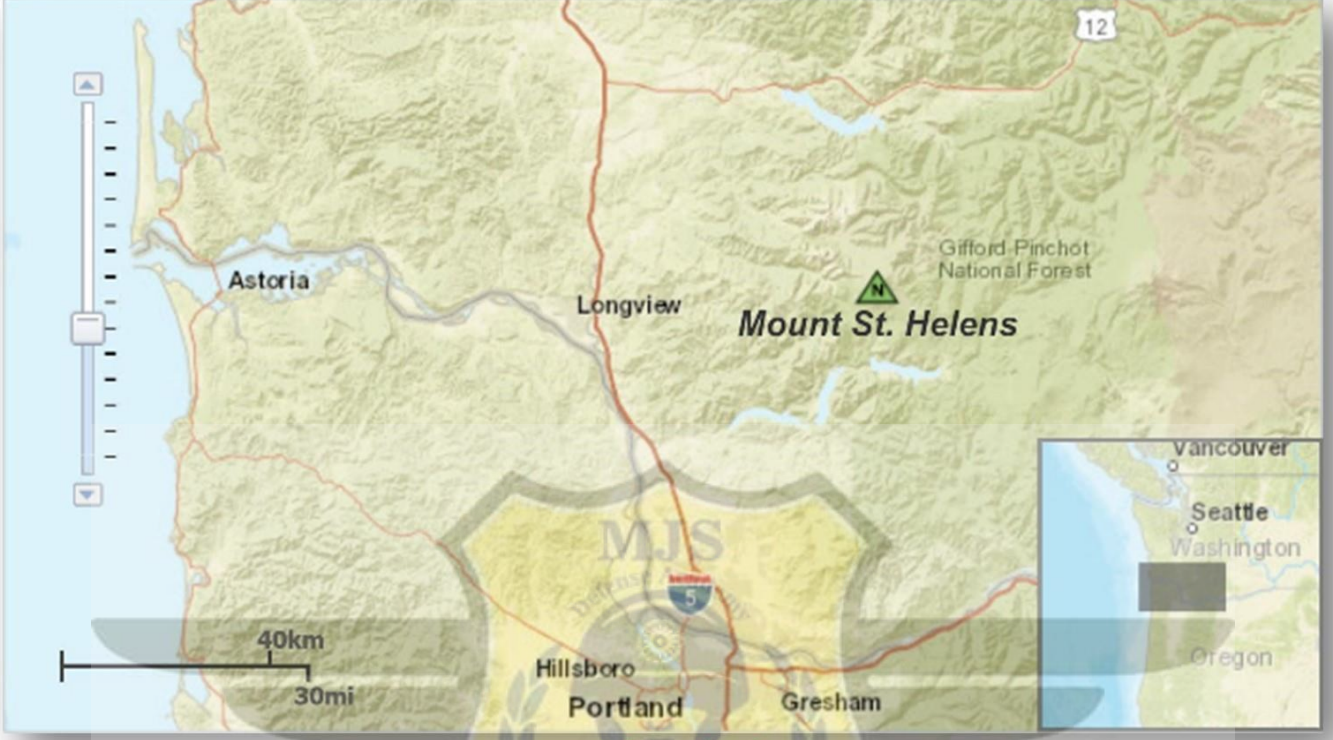 12
Astoria
Gifford Pinchot
National Forest
N
Longview
Mount St. Helens
Vancouver
Seattle
Washington
MJS
Defense
5
40km
30mi
Hillsboro
Portland
Gresham
Oregon